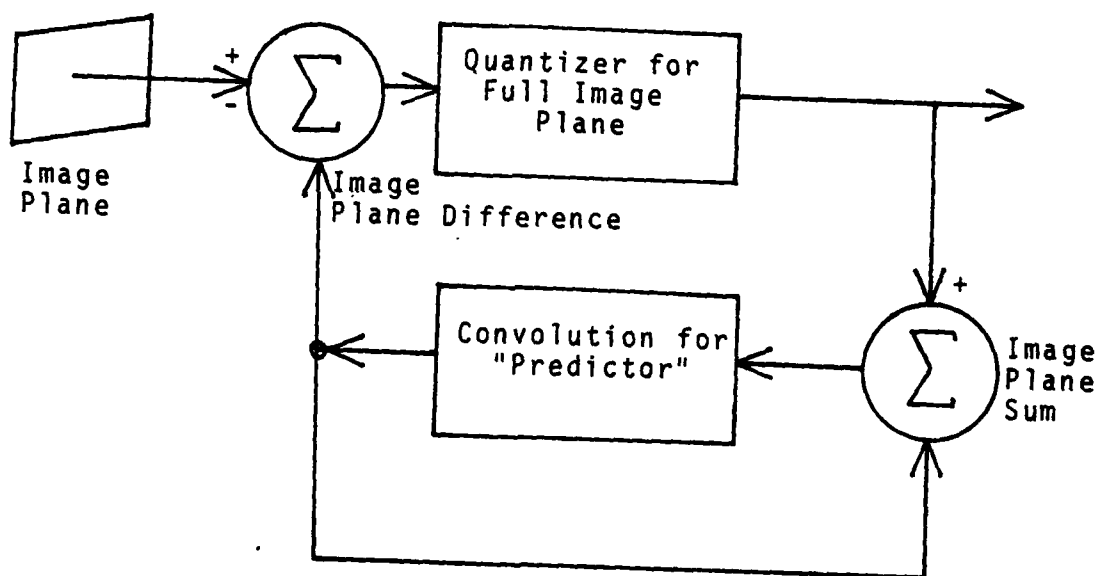 Image
Plane
+
-
Σ
Image
Plane Difference
Quantizer for
Full Image
Plane
+
Σ
Image
Plane
Sum
Convolution for
"Predictor"